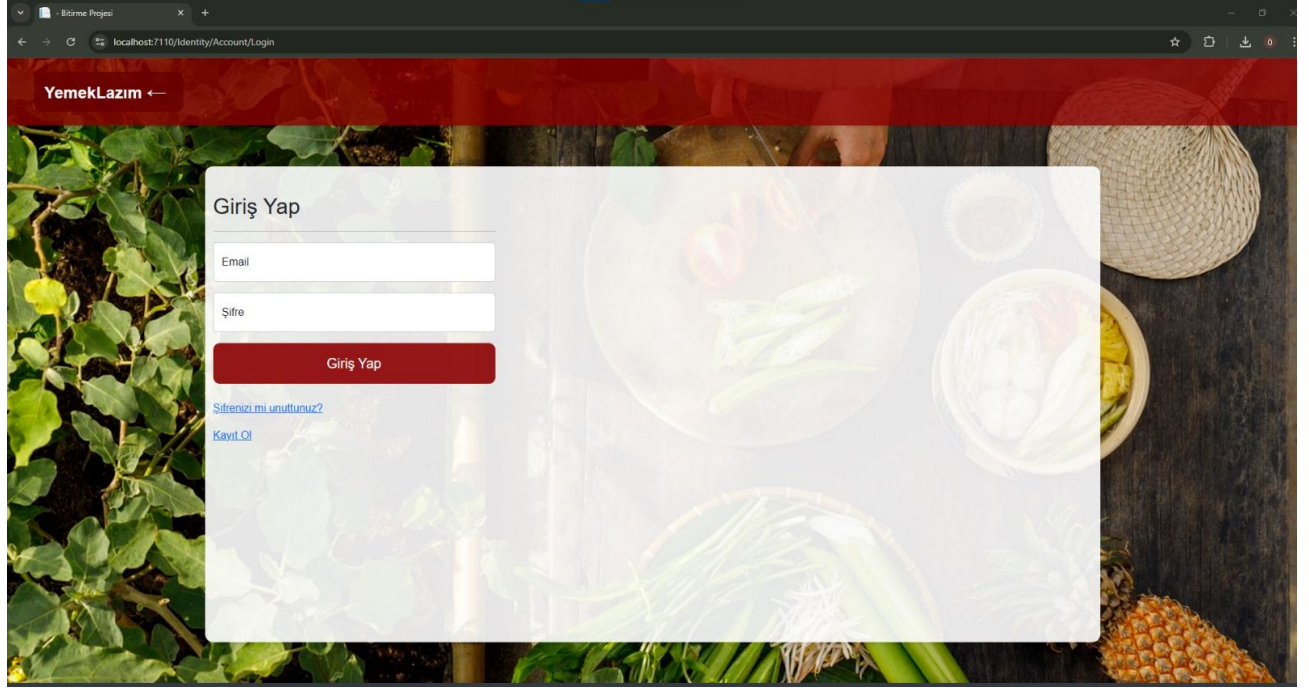 - Bitirme Projesi
localhost:7110/Identity/Account/Login
YemekLazım ←
Giriş Yap
Email
Şifre
Giriş Yap
Şifrenizi mi unuttunuz?
Kayıt Ol